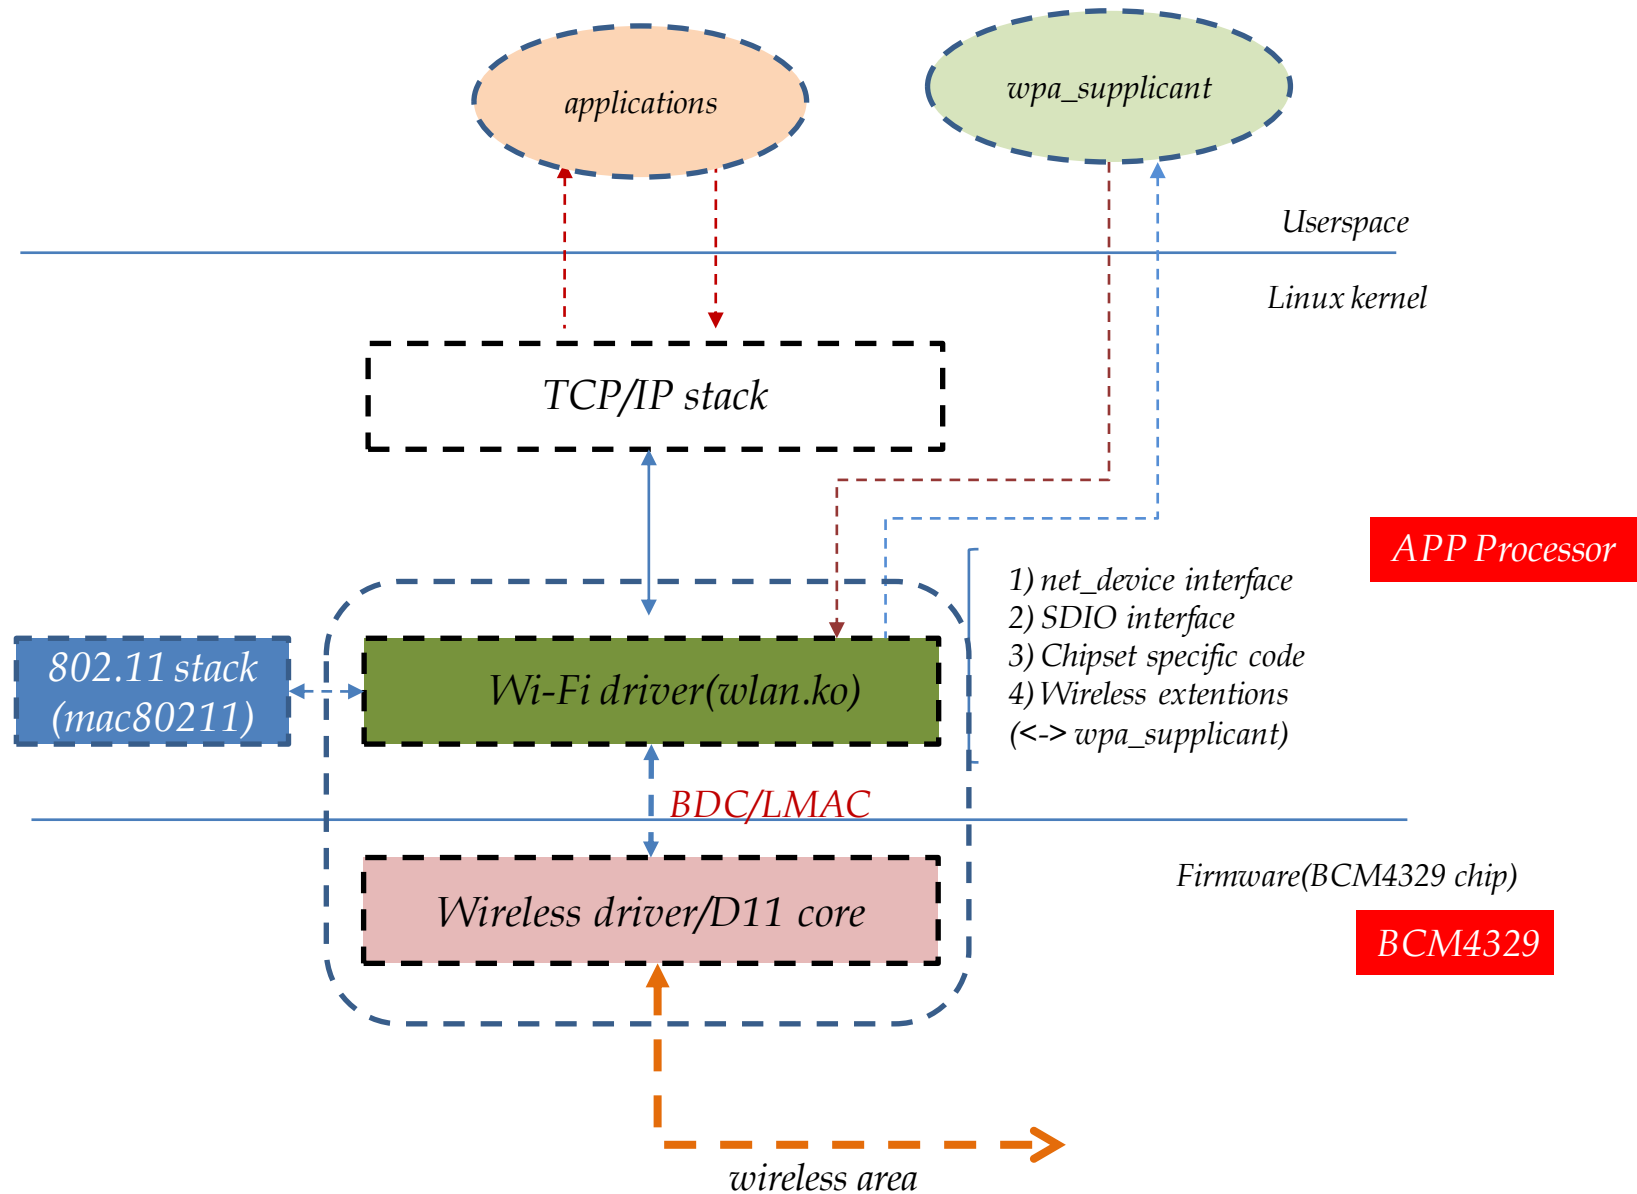 applications
wpa_supplicant
Userspace
Linux kernel
TCP/IP stack
APP Processor
1) net_device interface
2) SDIO interface
3) Chipset specific code
4) Wireless extentions
(<-> wpa_supplicant)
802.11 stack
(mac80211)
Wi-Fi driver(wlan.ko)
BDC/LMAC
Firmware(BCM4329 chip)
Wireless driver/D11 core
BCM4329
wireless area